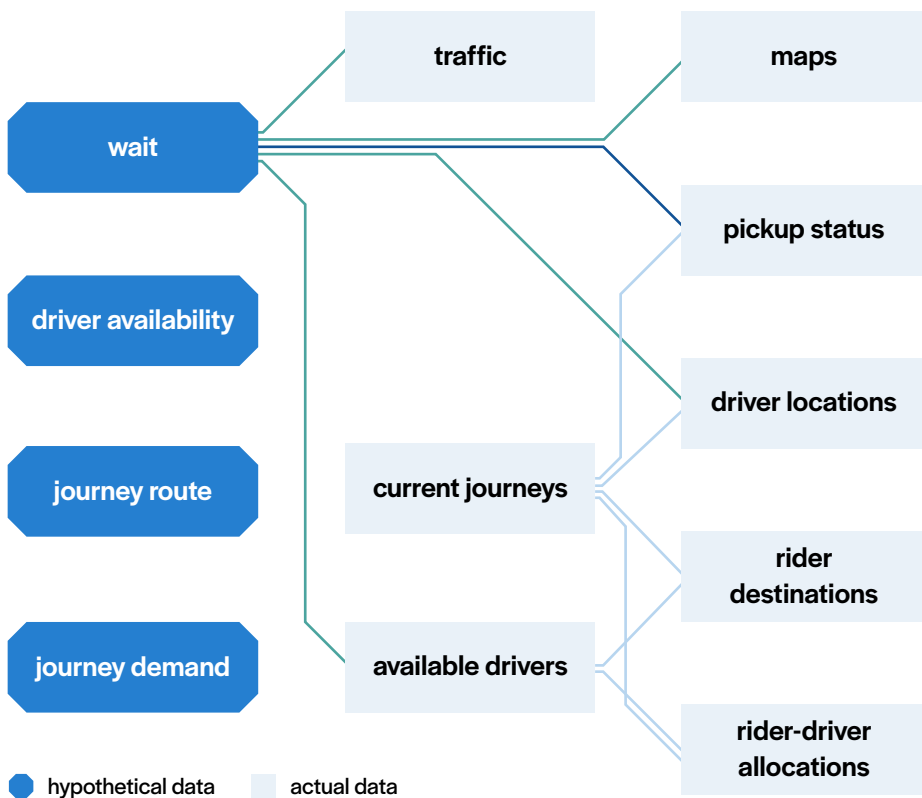 traffic
maps
wait
pickup status
driver availability
driver locations
current journeys
journey route
rider
destinations
journey demand
available drivers
rider-driver
allocations
hypothetical data
actual data